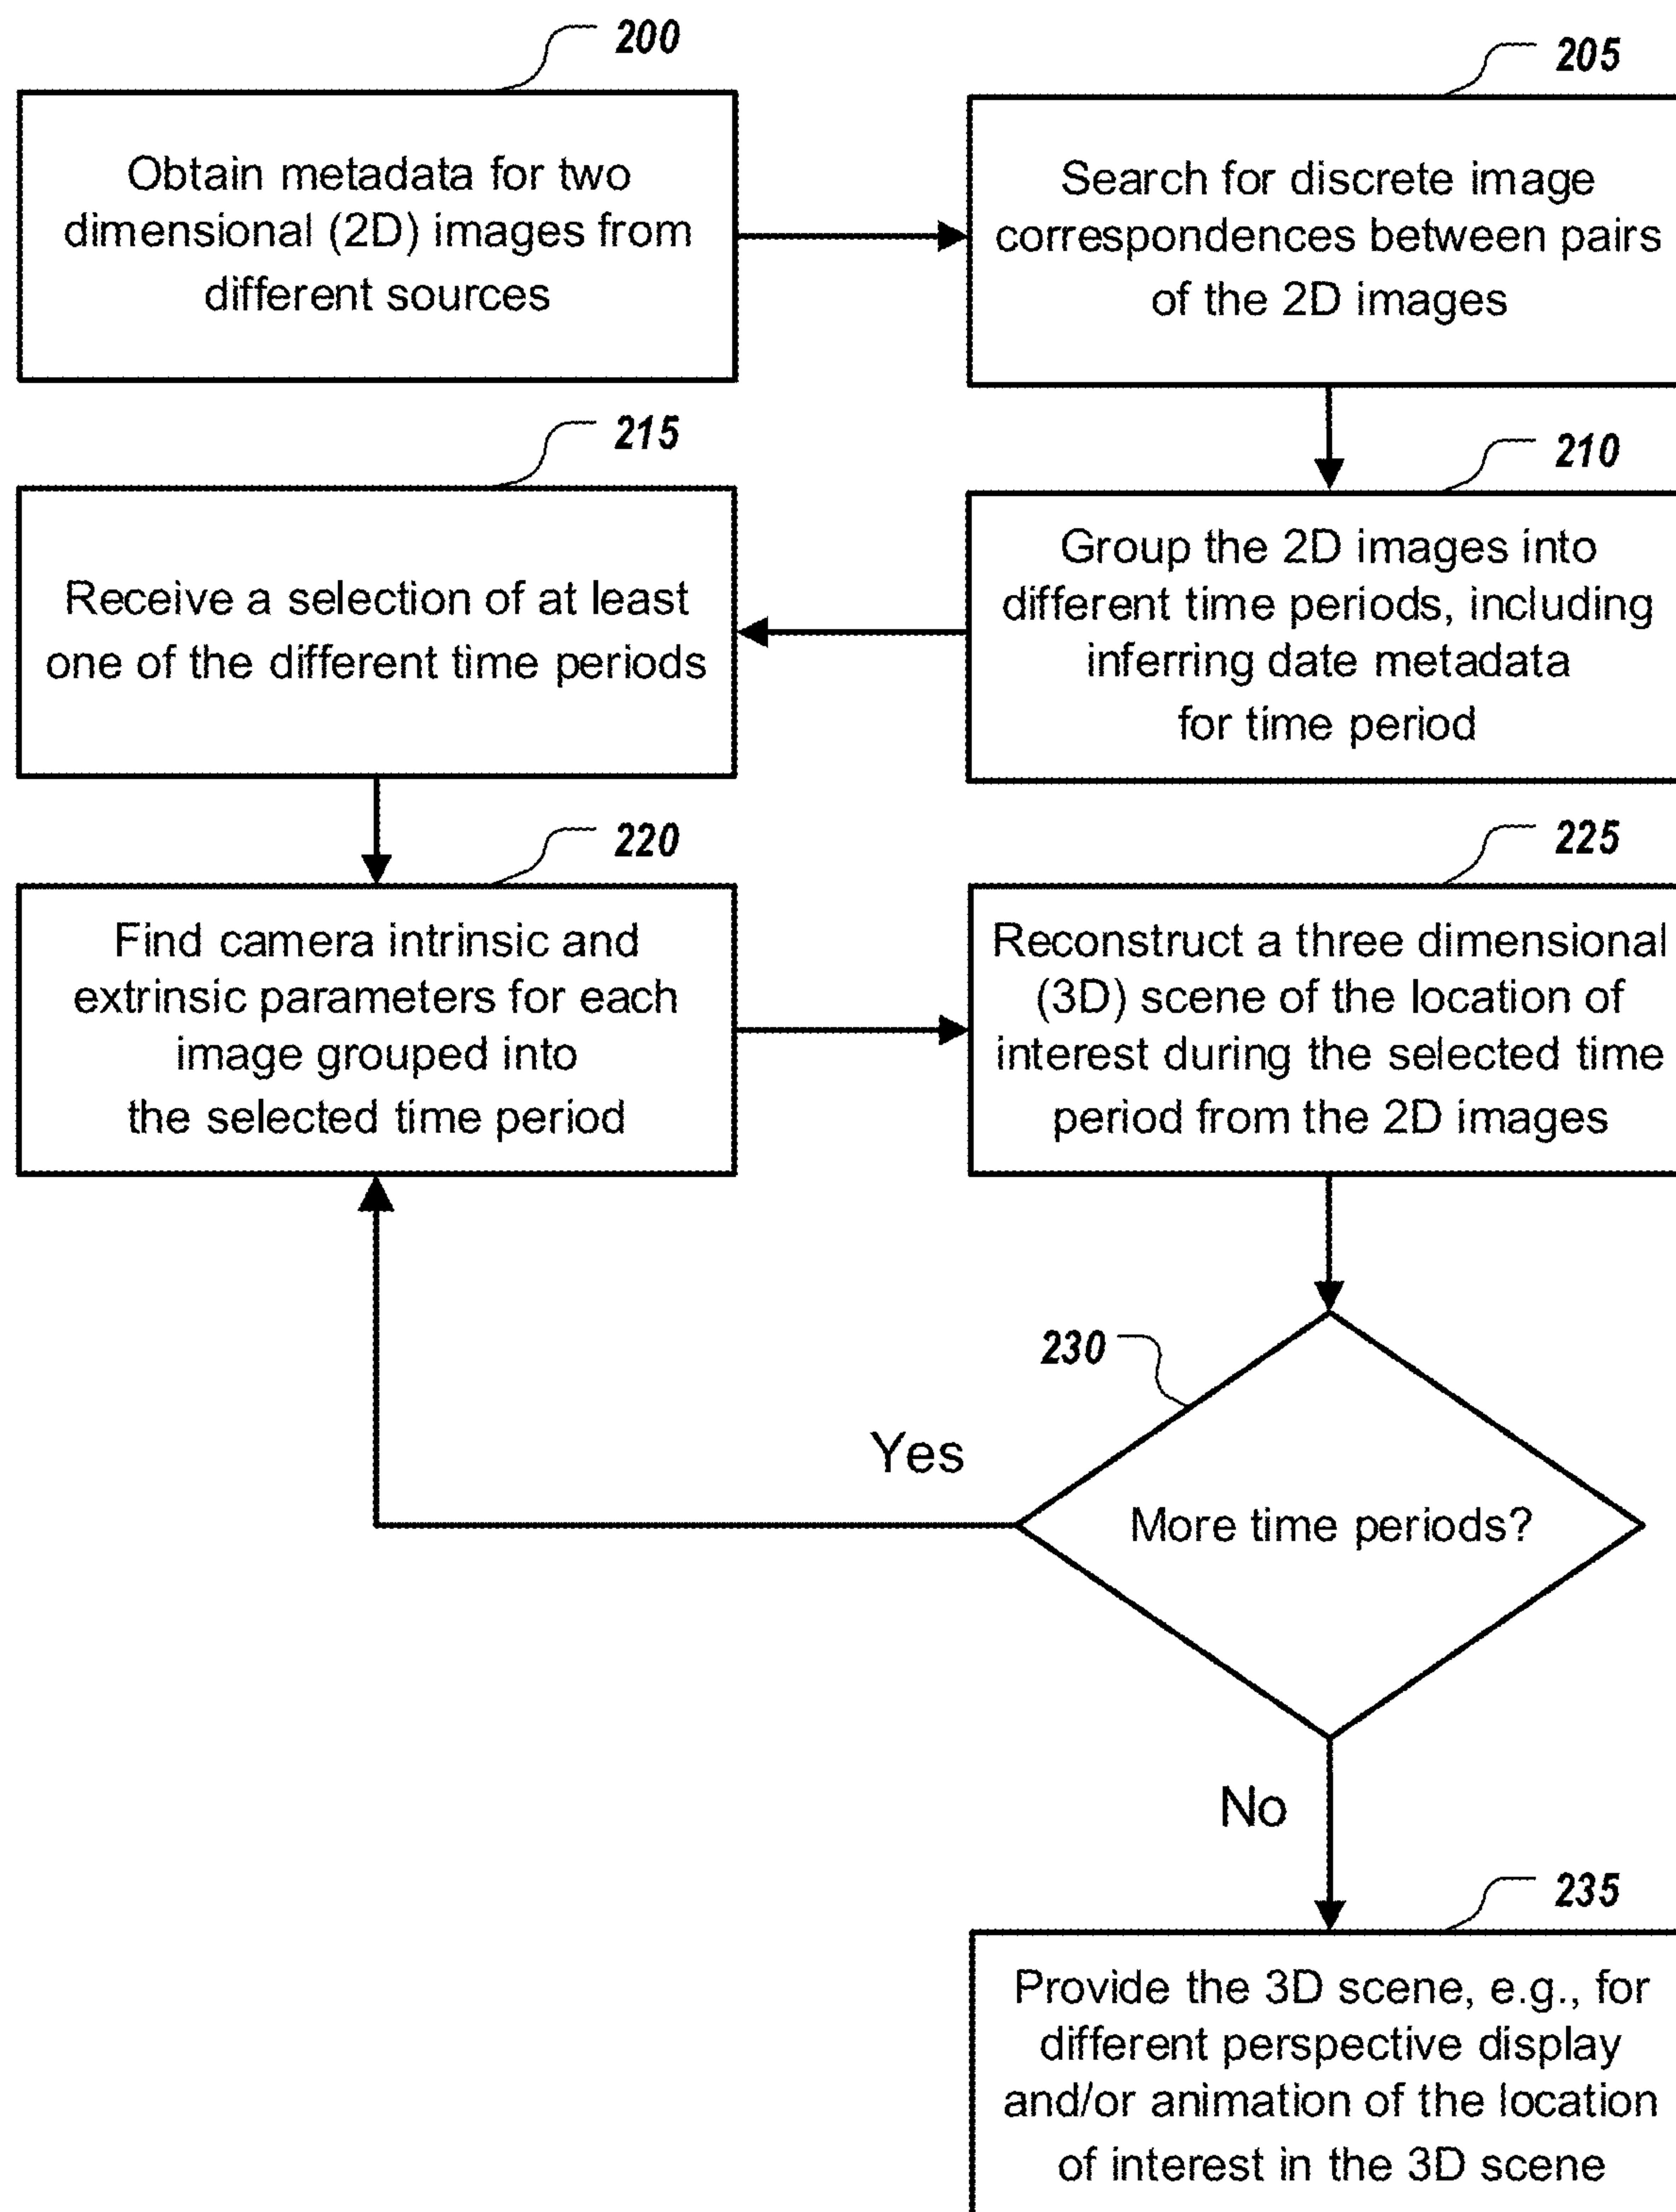 200
Obtain metadata for two
dimensional (2D) images from
different sources
205
Search for discrete image
correspondences between pairs
of the 2D images
210
Group the 2D images into
different time periods, including
inferring date metadata
for time period
215
Receive a selection of at least
one of the different time periods
220
Find camera intrinsic and
extrinsic parameters for each
image grouped into
the selected time period
225
Reconstruct a three dimensional
(3D) scene of the location of
interest during the selected time
period from the 2D images
230
More time periods?
Yes
No
235
Provide the 3D scene, e.g., for
different perspective display
and/or animation of the location
of interest in the 3D scene